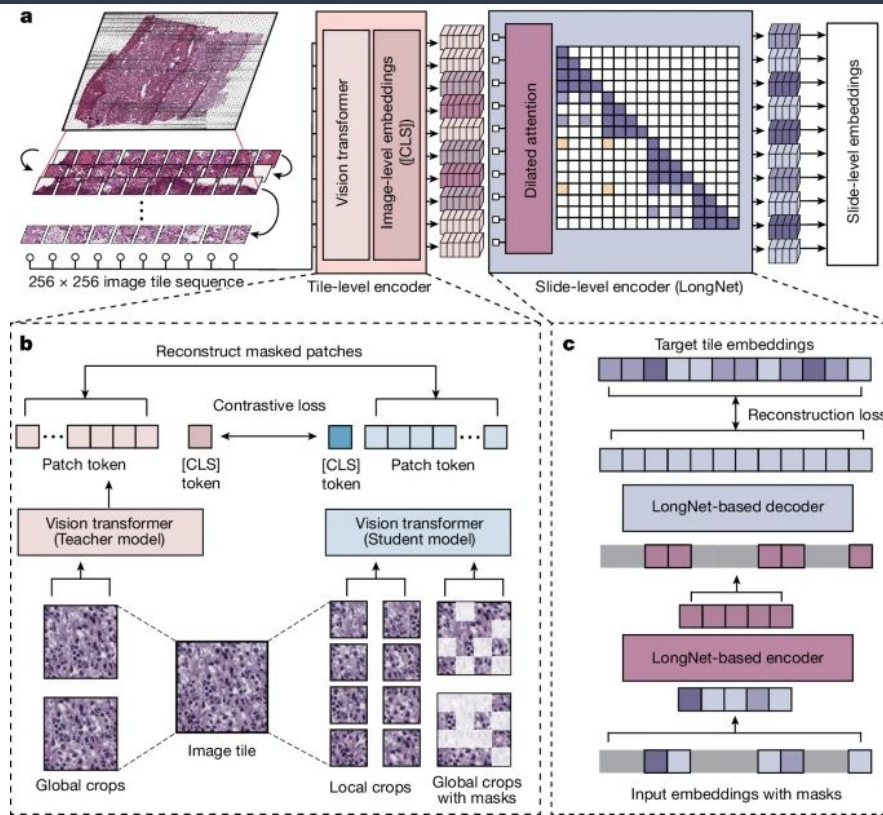 a
Vision transformer
Image-level embeddings
([CLS])
Dilated attention
Slide-level embeddings
256 × 256 image tile sequence
Tile-level encoder
Slide-level encoder (LongNet)
b
Reconstruct masked patches
Contrastive loss
Patch token
[CLS]
token
[CLS]
token
Patch token
Vision transformer
(Teacher model)
Vision transformer
(Student model)
Image tile
Global crops
Local crops
Global crops
with masks
c
Target tile embeddings
Reconstruction loss
LongNet-based decoder
LongNet-based encoder
Input embeddings with masks